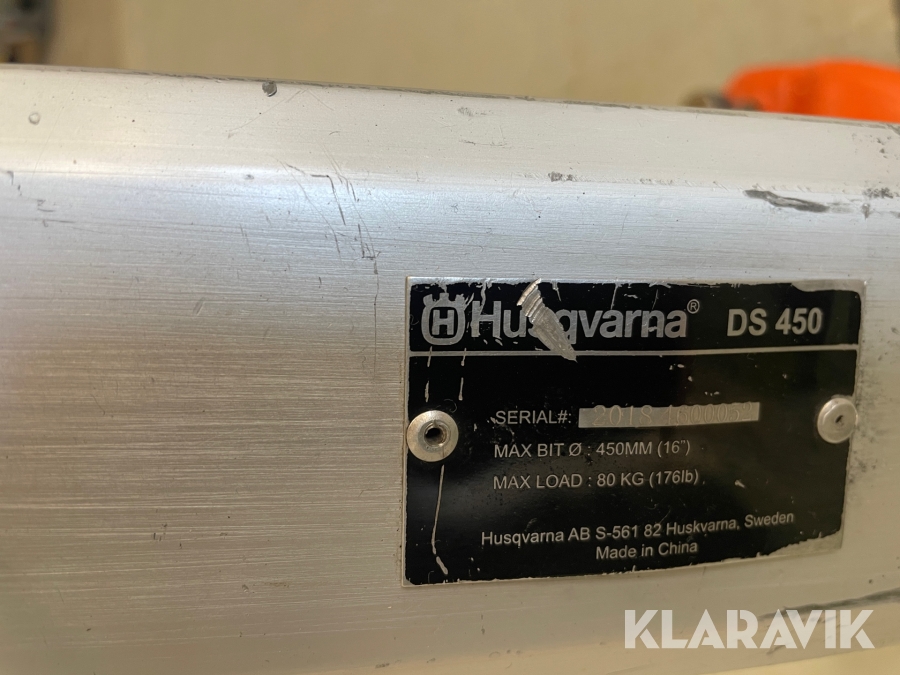 H Husqvarna® DS 450
SERIAL#:
MAX BIT Ø : 450MM (16")
MAX LOAD : 80 KG (176lb)
Husqvarna AB S-561 82 Huskvarna, Sweden
Made in China
KLARAVIK